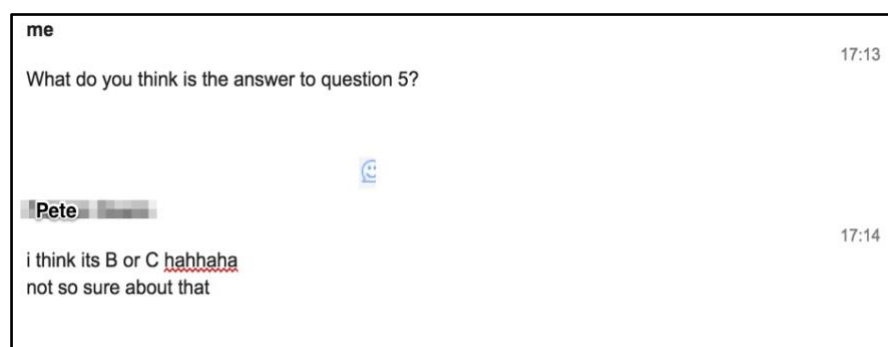 me
17:13
What do you think is the answer to question 5?
Pete
17:14
i think its B or C hahhaha
not so sure about that